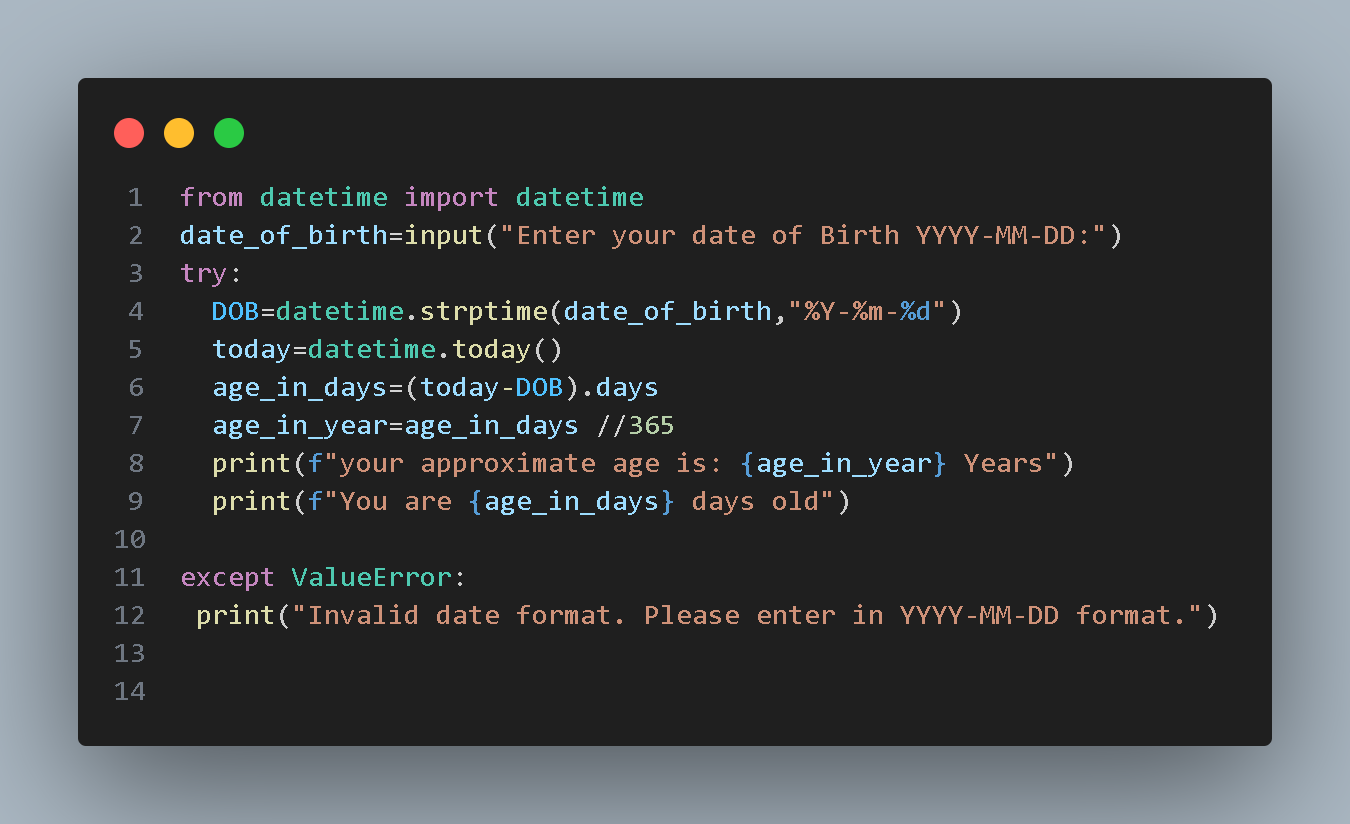 1 from datetime import datetime
2 date_of_birth=input("Enter your date of Birth YYYY-MM-DD:")
3 try:
4   DOB=datetime.strptime(date_of_birth,"%Y-%m-%d")
5   today=datetime.today()
6   age_in_days=(today-DOB).days
7   age_in_year=age_in_days //365
8   print(f"your approximate age is: {age_in_year} Years")
9   print(f"You are {age_in_days} days old")
10
11 except ValueError:
12  print("Invalid date format. Please enter in YYYY-MM-DD format.")
13
14